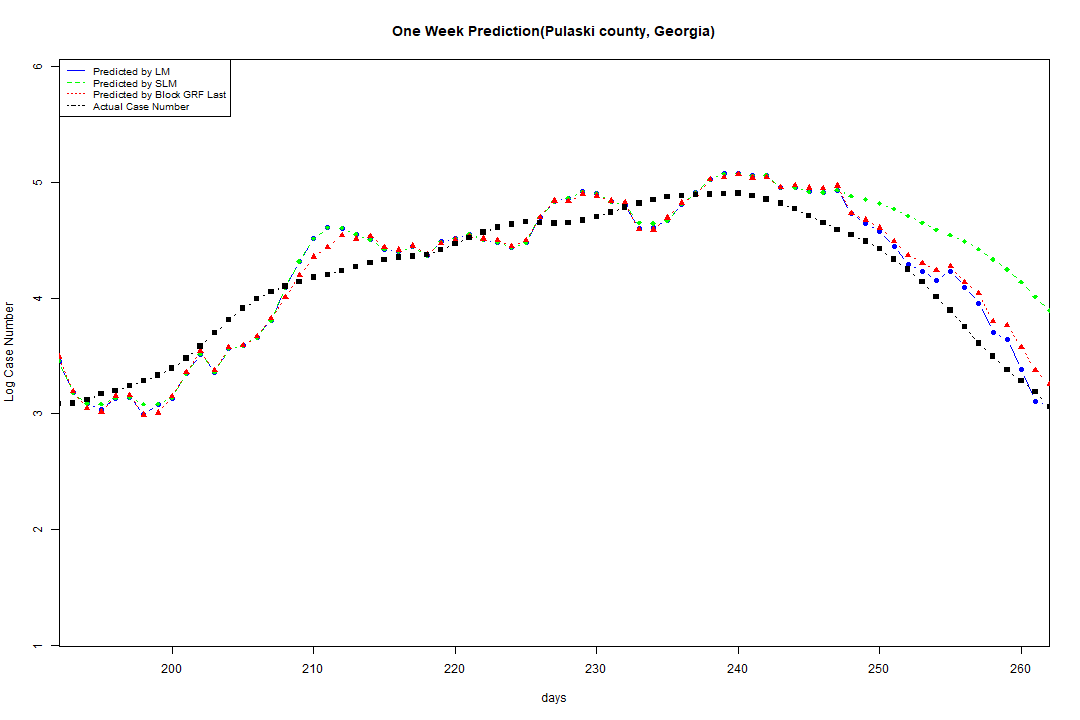 One Week Prediction(Pulaski county, Georgia)
Predicted by LM
Predicted by SLM
Predicted by Block GRF Last
Actual Case Number
Log Case Number
6
5
4
3
2
1
200 210 220 230 240 250 260
days